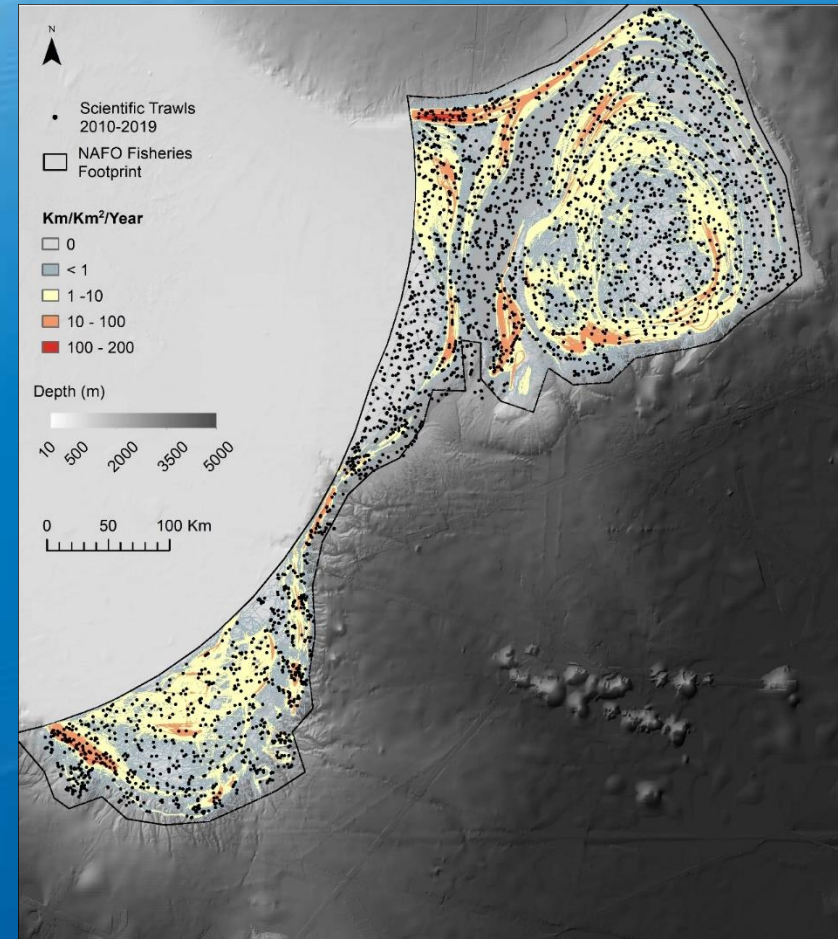 N
Scientific Trawls
2010-2019
NAFO Fisheries
Footprint
Km/Km²/Year
0
< 1
1 -10
10 - 100
100 - 200
Depth (m)
10 500 2000 3500 5000
0 50 100 Km